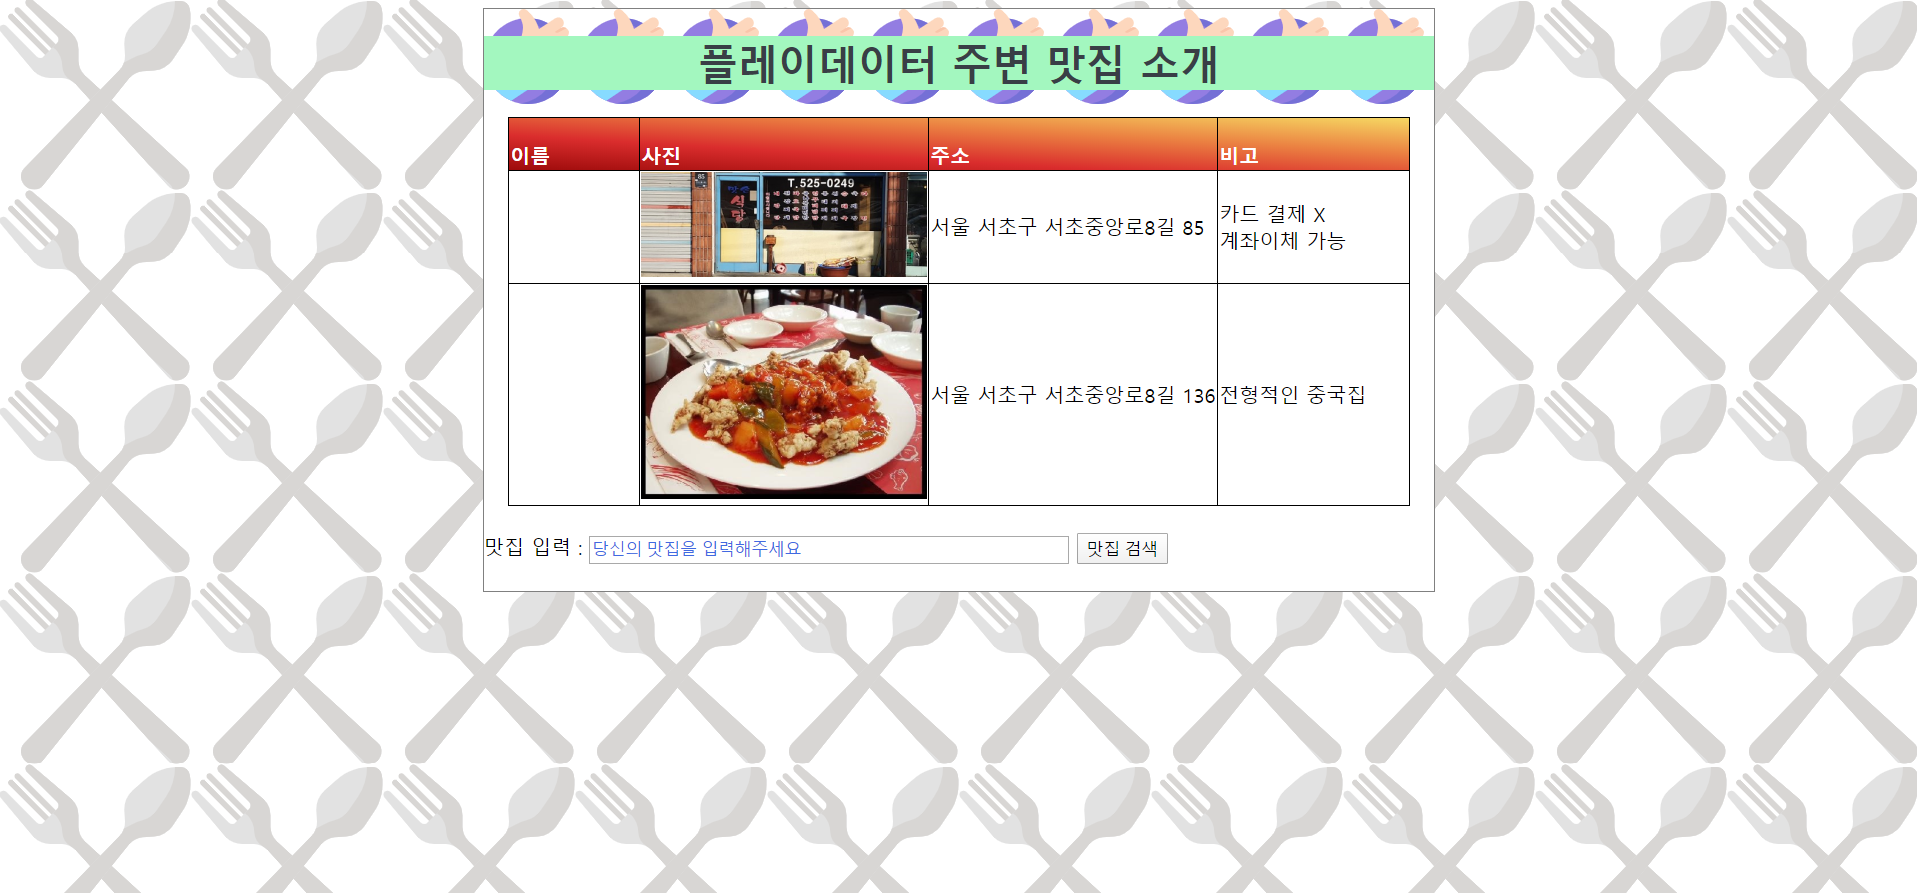 플레이데이터 주변 맛집 소개
이름 사진 주소 비고
85
T.525-0249
식당
서울 서초구 서초중앙로8길 85
카드 결제 X
계좌이체 가능
서울 서초구 서초중앙로8길 136
전형적인 중국집
맛집 입력 : 당신의 맛집을 입력해주세요 맛집 검색